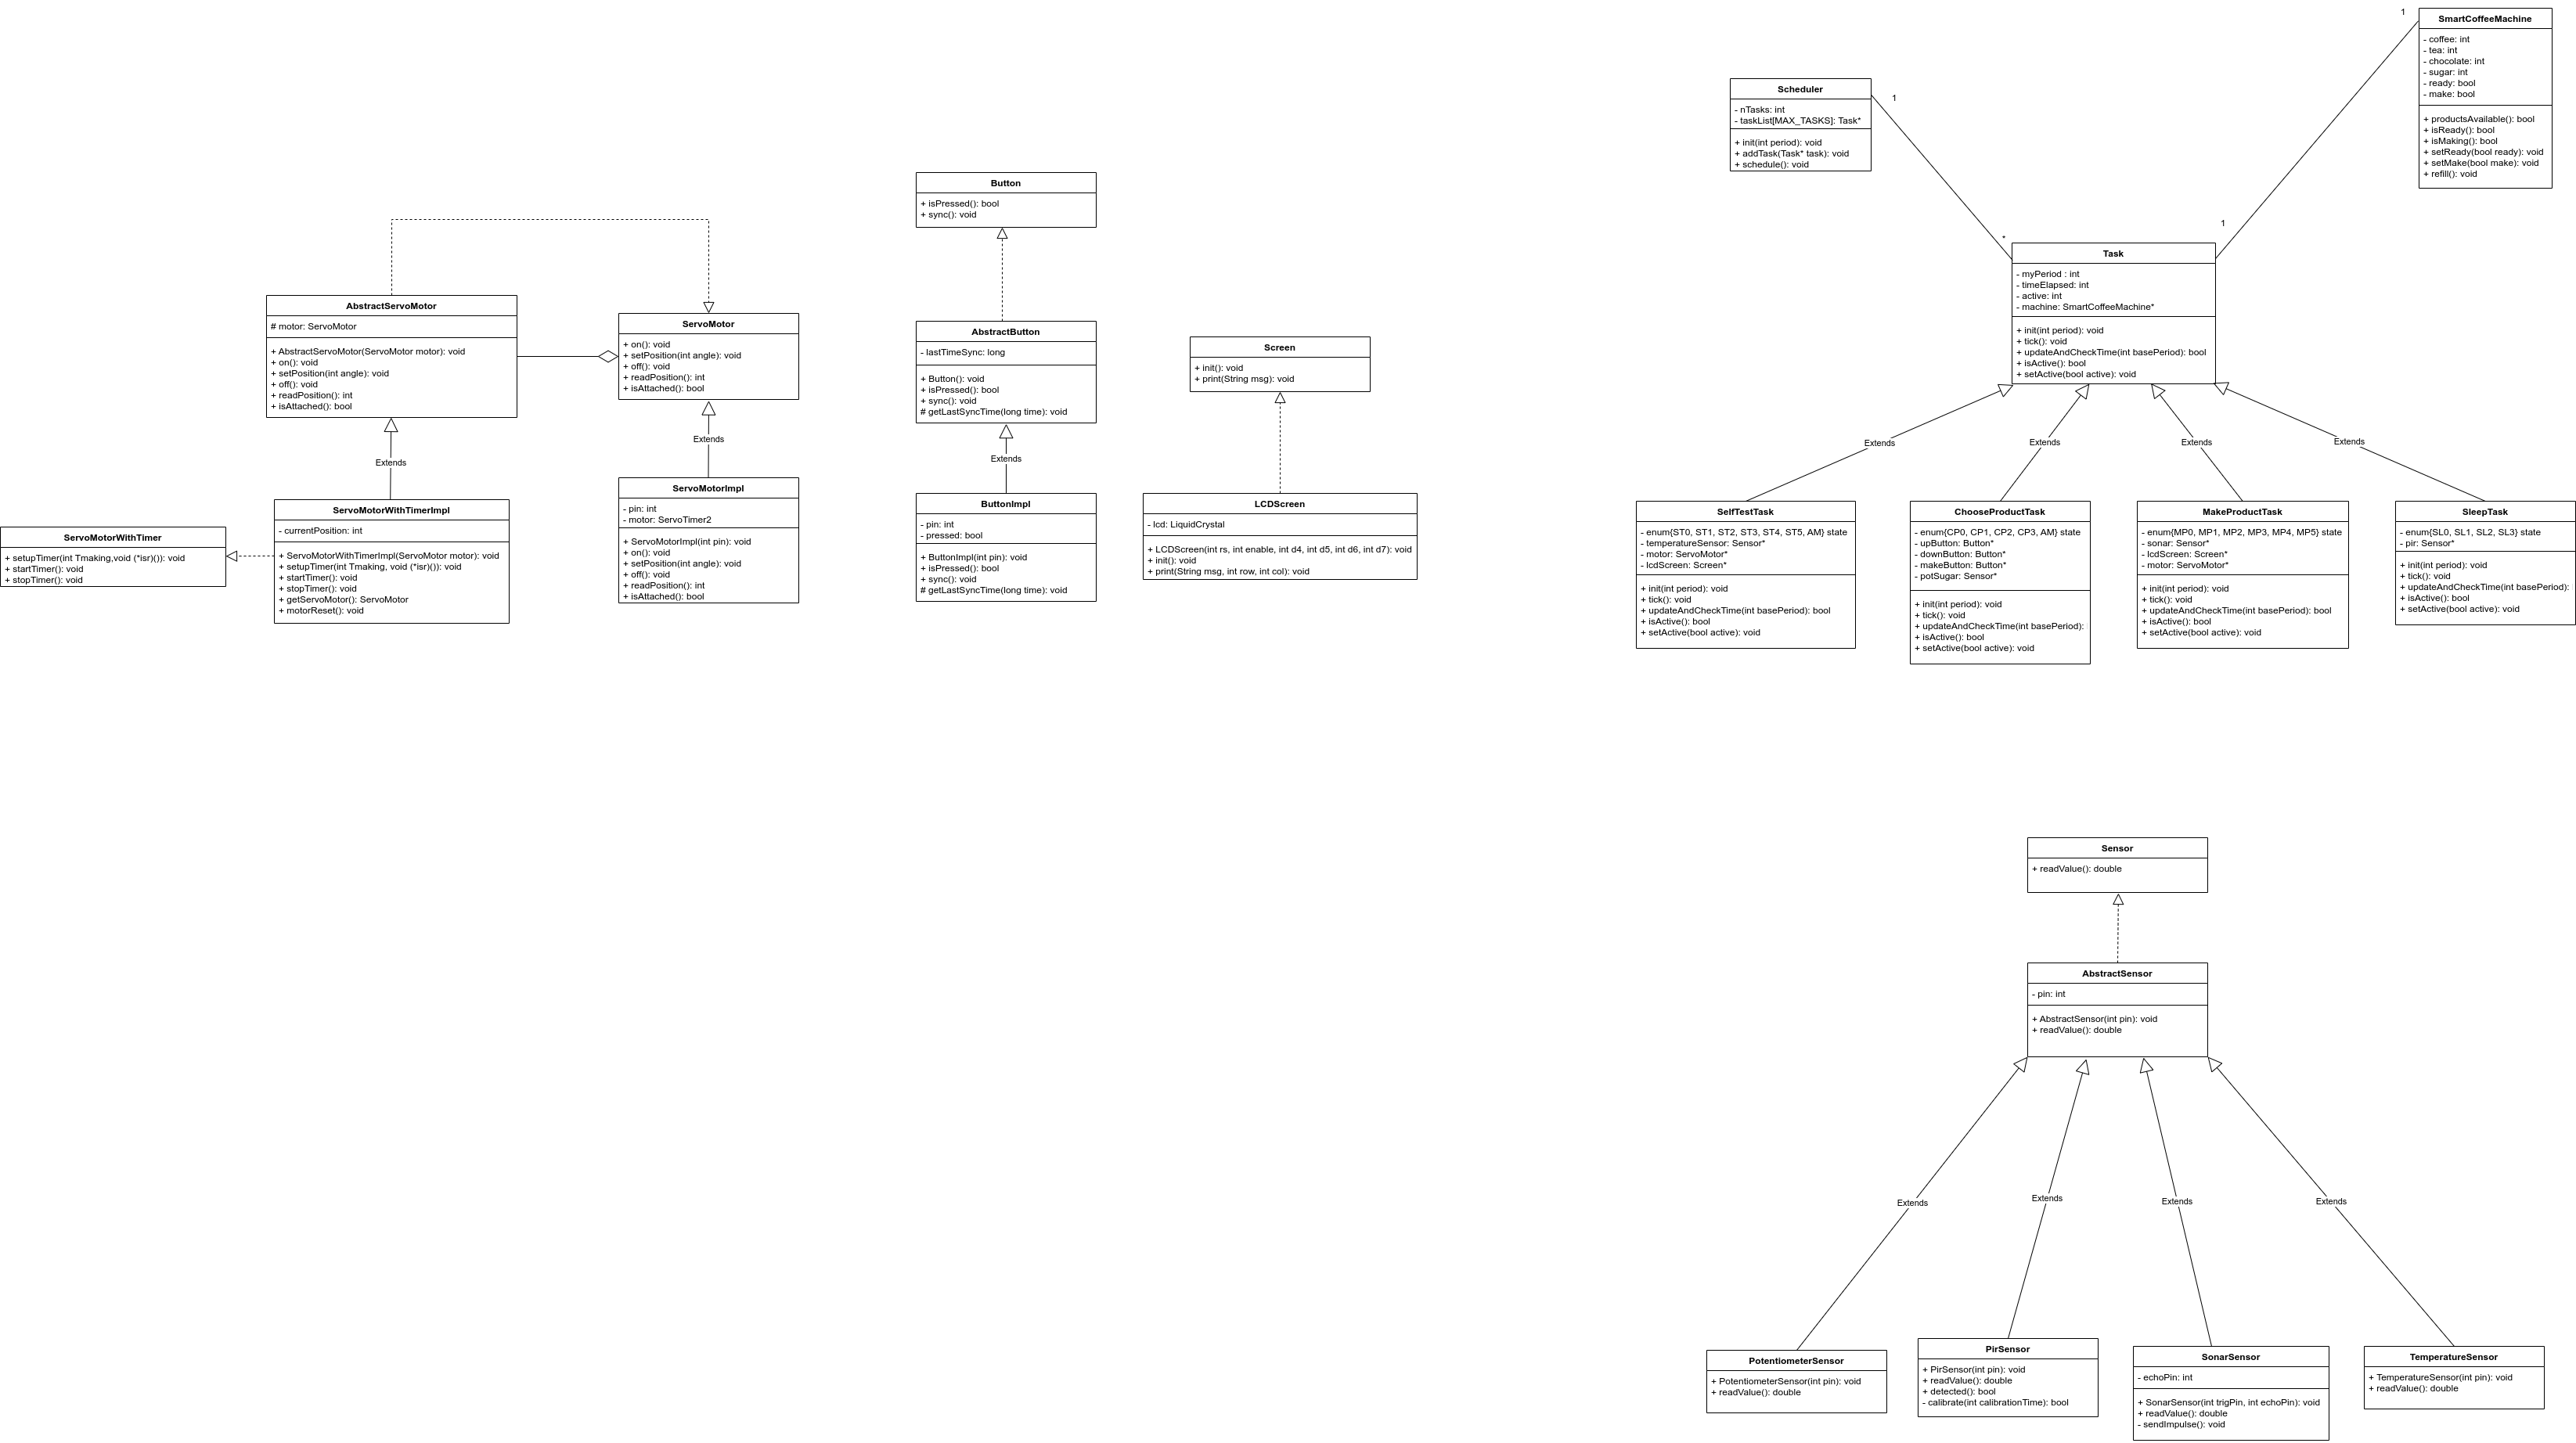 SmartCoffeeMachine
- coffee: int
- tea: int
- chocolate: int
- sugar: int
- ready: bool
- make: bool
+ productsAvailable(): bool
+ isReady(): bool
+ isMaking(): bool
+ setReady(bool ready): void
+ setMake(bool make): void
+ refill(): void
1
1
Scheduler
- nTasks: int
- taskList[MAX_TASKS]: Task*
+ init(int period): void
+ addTask(Task* task): void
+ schedule(): void
1
*
Task
- myPeriod : int
- timeElapsed: int
- active: int
- machine: SmartCoffeeMachine*
+ init(int period): void
+ tick(): void
+ updateAndCheckTime(int basePeriod): bool
+ isActive(): bool
+ setActive(bool active): void
Button
+ isPressed(): bool
+ sync(): void
AbstractServoMotor
# motor: ServoMotor
+ AbstractServoMotor(ServoMotor motor): void
+ on(): void
+ setPosition(int angle): void
+ off(): void
+ readPosition(): int
+ isAttached(): bool
ServoMotor
+ on(): void
+ setPosition(int angle): void
+ off(): void
+ readPosition(): int
+ isAttached(): bool
AbstractButton
- lastTimeSync: long
+ Button(): void
+ isPressed(): bool
+ sync(): void
# getLastSyncTime(long time): void
Screen
+ init(): void
+ print(String msg): void
Extends
Extends
Extends
Extends
Extends
Extends
Extends
ServoMotorWithTimer
+ setupTimer(int Tmaking,void (*isr)()): void
+ startTimer(): void
+ stopTimer(): void
ServoMotorWithTimerImpl
- currentPosition: int
+ ServoMotorWithTimerImpl(ServoMotor motor): void
+ setupTimer(int Tmaking, void (*isr)()): void
+ startTimer(): void
+ stopTimer(): void
+ getServoMotor(): ServoMotor
+ motorReset(): void
ServoMotorImpl
- pin: int
- motor: ServoTimer2
+ ServoMotorImpl(int pin): void
+ on(): void
+ setPosition(int angle): void
+ off(): void
+ readPosition(): int
+ isAttached(): bool
ButtonImpl
- pin: int
- pressed: bool
+ ButtonImpl(int pin): void
+ isPressed(): bool
+ sync(): void
# getLastSyncTime(long time): void
LCDScreen
- lcd: LiquidCrystal
+ LCDScreen(int rs, int enable, int d4, int d5, int d6, int d7): void
+ init(): void
+ print(String msg, int row, int col): void
SelfTestTask
- enum{ST0, ST1, ST2, ST3, ST4, ST5, AM} state
- temperatureSensor: Sensor*
- motor: ServoMotor*
- lcdScreen: Screen*
+ init(int period): void
+ tick(): void
+ updateAndCheckTime(int basePeriod): bool
+ isActive(): bool
+ setActive(bool active): void
ChooseProductTask
- enum{CP0, CP1, CP2, CP3, AM} state
- upButton: Button*
- downButton: Button*
- makeButton: Button*
- potSugar: Sensor*
+ init(int period): void
+ tick(): void
+ updateAndCheckTime(int basePeriod):
+ isActive(): bool
+ setActive(bool active): void
MakeProductTask
- enum{MP0, MP1, MP2, MP3, MP4, MP5} state
- sonar: Sensor*
- lcdScreen: Screen*
- motor: ServoMotor*
+ init(int period): void
+ tick(): void
+ updateAndCheckTime(int basePeriod): bool
+ isActive(): bool
+ setActive(bool active): void
SleepTask
- enum{SL0, SL1, SL2, SL3} state
- pir: Sensor*
+ init(int period): void
+ tick(): void
+ updateAndCheckTime(int basePeriod):
+ isActive(): bool
+ setActive(bool active): void
Sensor
+ readValue(): double
AbstractSensor
- pin: int
+ AbstractSensor(int pin): void
+ readValue(): double
Extends
Extends
Extends
Extends
PotentiometerSensor
+ PotentiometerSensor(int pin): void
+ readValue(): double
PirSensor
+ PirSensor(int pin): void
+ readValue(): double
+ detected(): bool
- calibrate(int calibrationTime): bool
SonarSensor
- echoPin: int
+ SonarSensor(int trigPin, int echoPin): void
+ readValue(): double
- sendImpulse(): void
TemperatureSensor
+ TemperatureSensor(int pin): void
+ readValue(): double